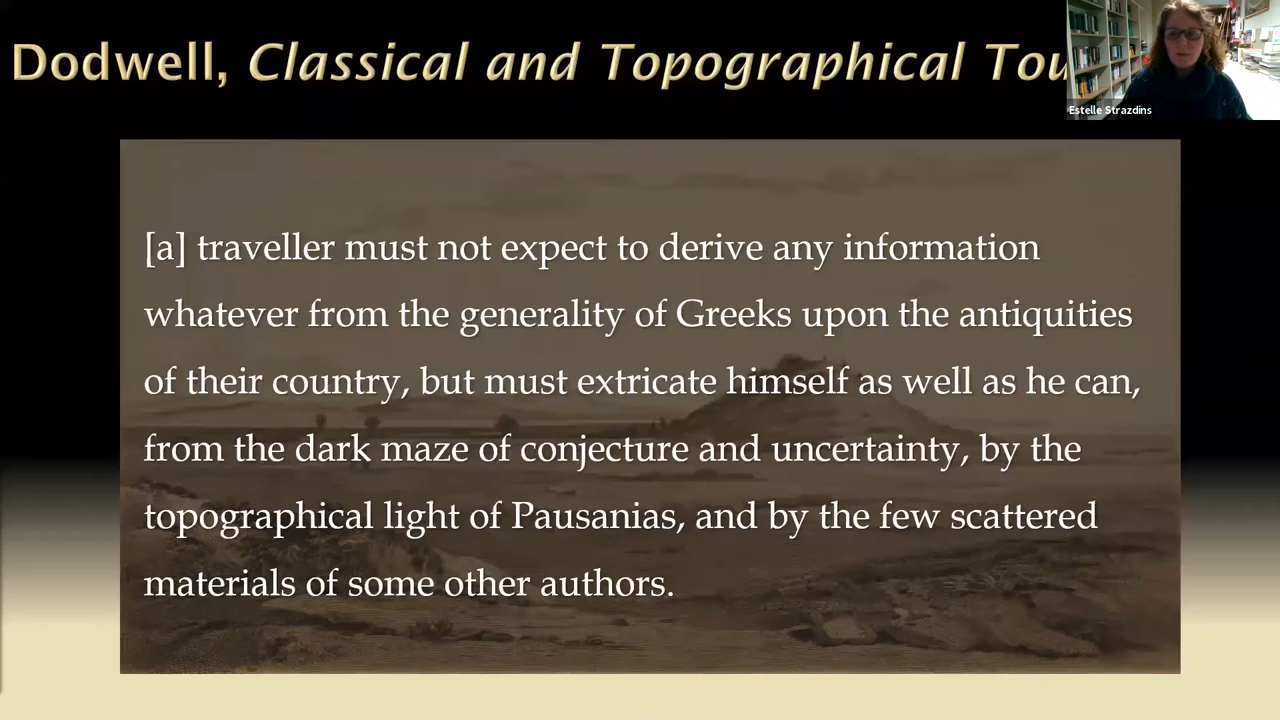 Dodwell, Classical and Topographical Tou
Estelle Strazdins
[a] traveller must not expect to derive any information
whatever from the generality of Greeks upon the antiquities
of their country, but must extricate himself as well as he can,
from the dark maze of conjecture and uncertainty, by the
topographical light of Pausanias, and by the few scattered
materials of some other authors.